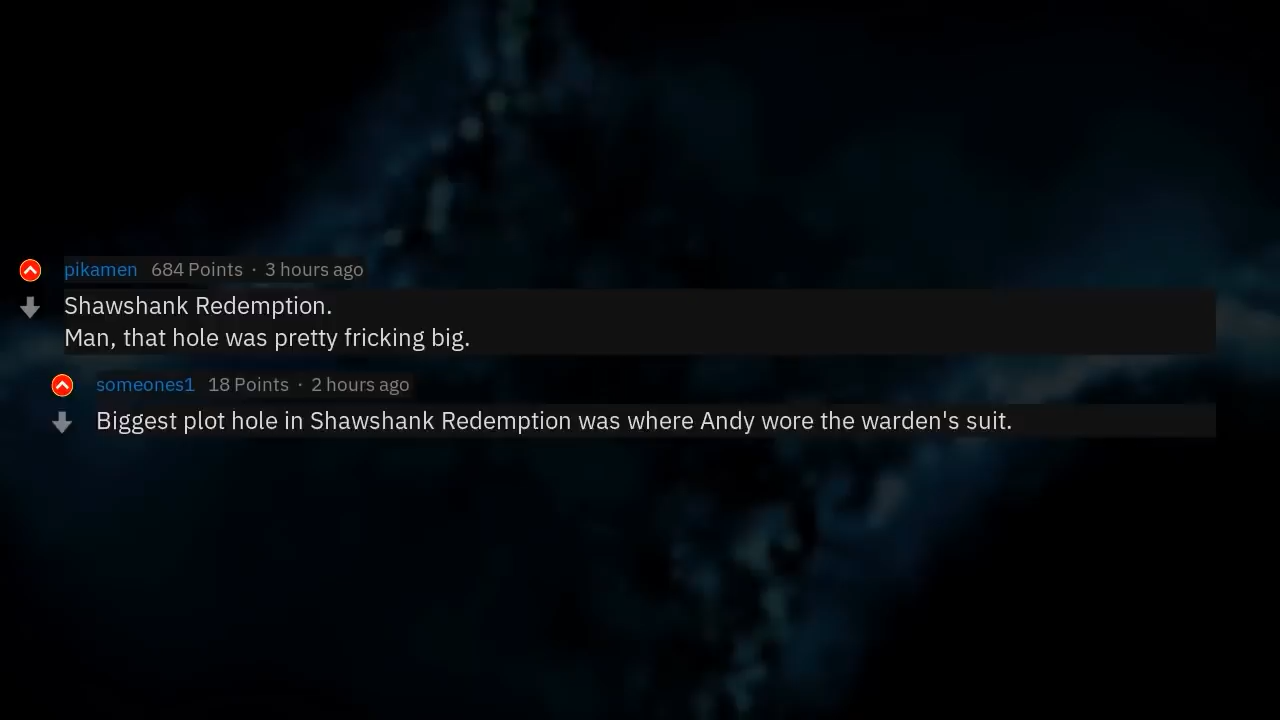 pikamen 684 Points · 3 hours ago
Shawshank Redemption.
Man, that hole was pretty fricking big.
someones1 18 Points · 2 hours ago
Biggest plot hole in Shawshank Redemption was where Andy wore the warden's suit.